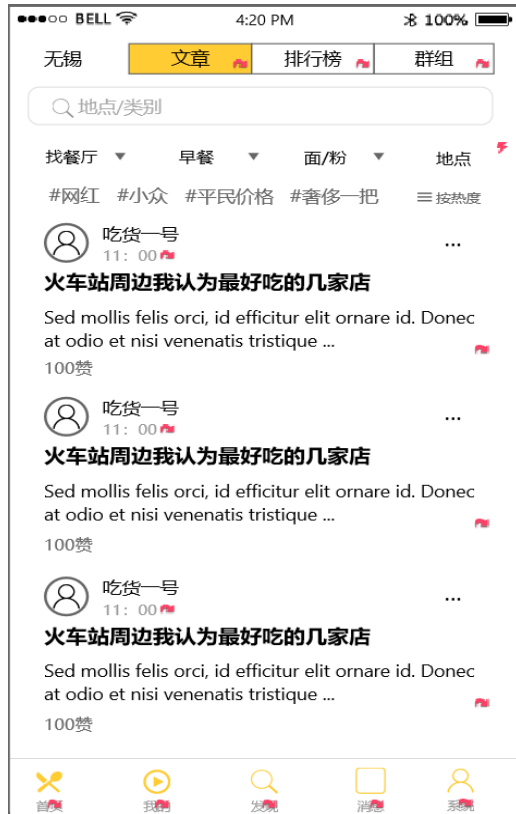 BELL 4:20 PM 100%
无锡 文章 排行榜 群组
地点/类别
找餐厅 早餐 面/粉 地点
#网红 #小众 #平民价格 #奢侈一把 按热度
吃货一号
11：00
...
火车站周边我认为最好吃的几家店
Sed mollis felis orci, id efficitur elit ornare id. Donec
at odio et nisi venenatis tristique ...
100赞
吃货一号
11：00
...
火车站周边我认为最好吃的几家店
Sed mollis felis orci, id efficitur elit ornare id. Donec
at odio et nisi venenatis tristique ...
100赞
吃货一号
11：00
...
火车站周边我认为最好吃的几家店
Sed mollis felis orci, id efficitur elit ornare id. Donec
at odio et nisi venenatis tristique ...
100赞
首页 我的 发现 消息 系统